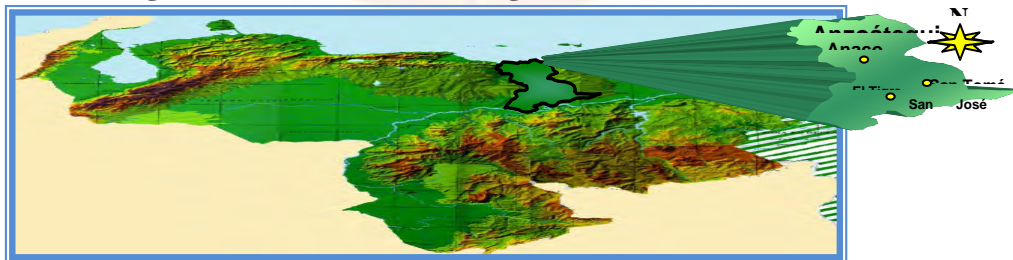 N
Anzoátegui
Anaco
San Tomé
El Tigre
San José